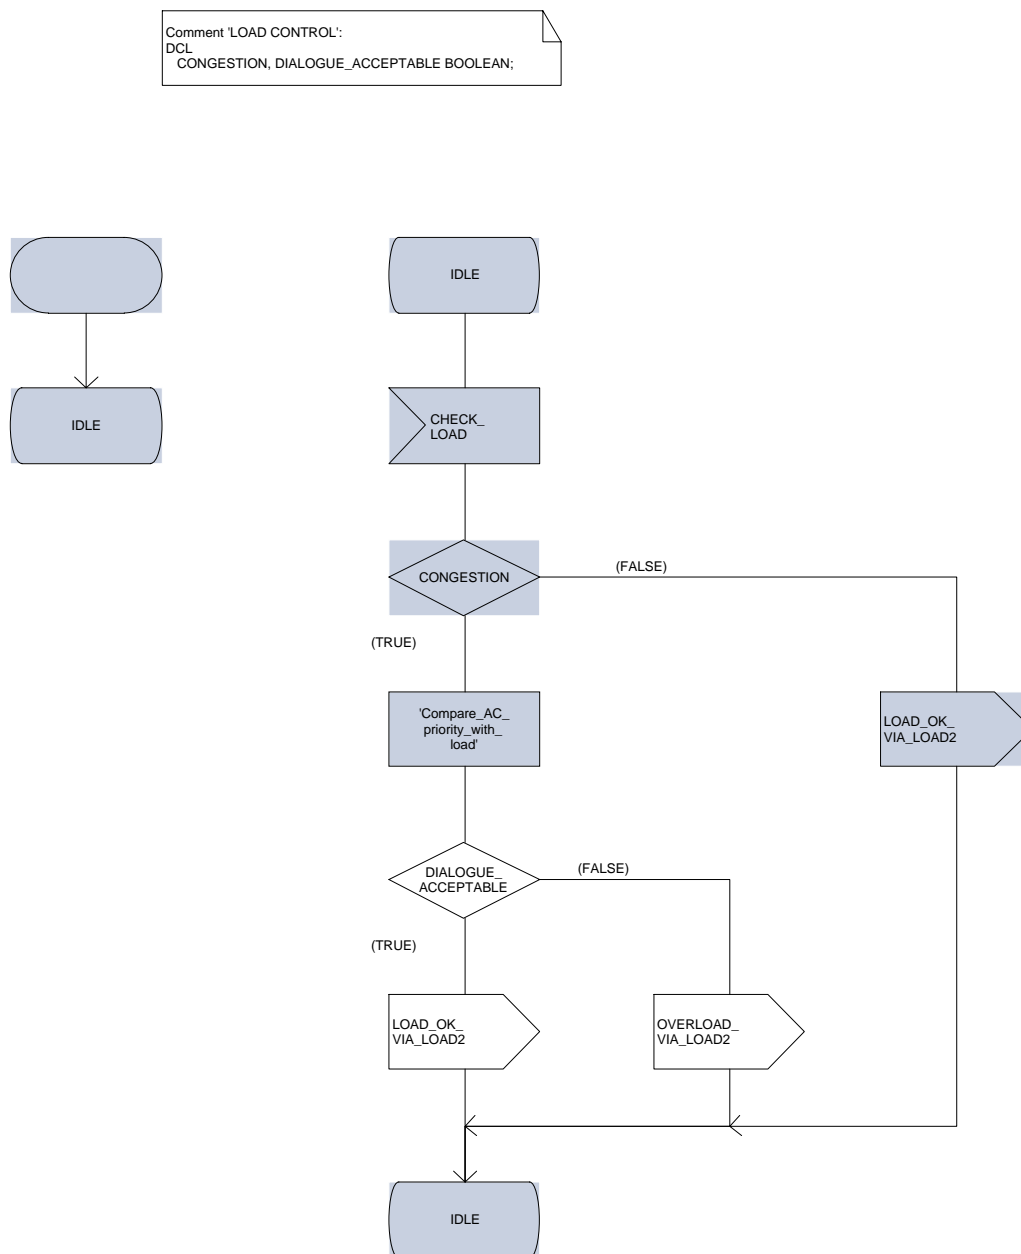 Comment 'LOAD CONTROL':
DCL
CONGESTION, DIALOGUE_ACCEPTABLE BOOLEAN;
IDLE
IDLE
CHECK_
LOAD
CONGESTION
(FALSE)
(TRUE)
'Compare_AC_
priority_with_
load'
LOAD_OK_
VIA_LOAD2
DIALOGUE_
ACCEPTABLE
(FALSE)
(TRUE)
LOAD_OK_
VIA_LOAD2
OVERLOAD_
VIA_LOAD2
IDLE